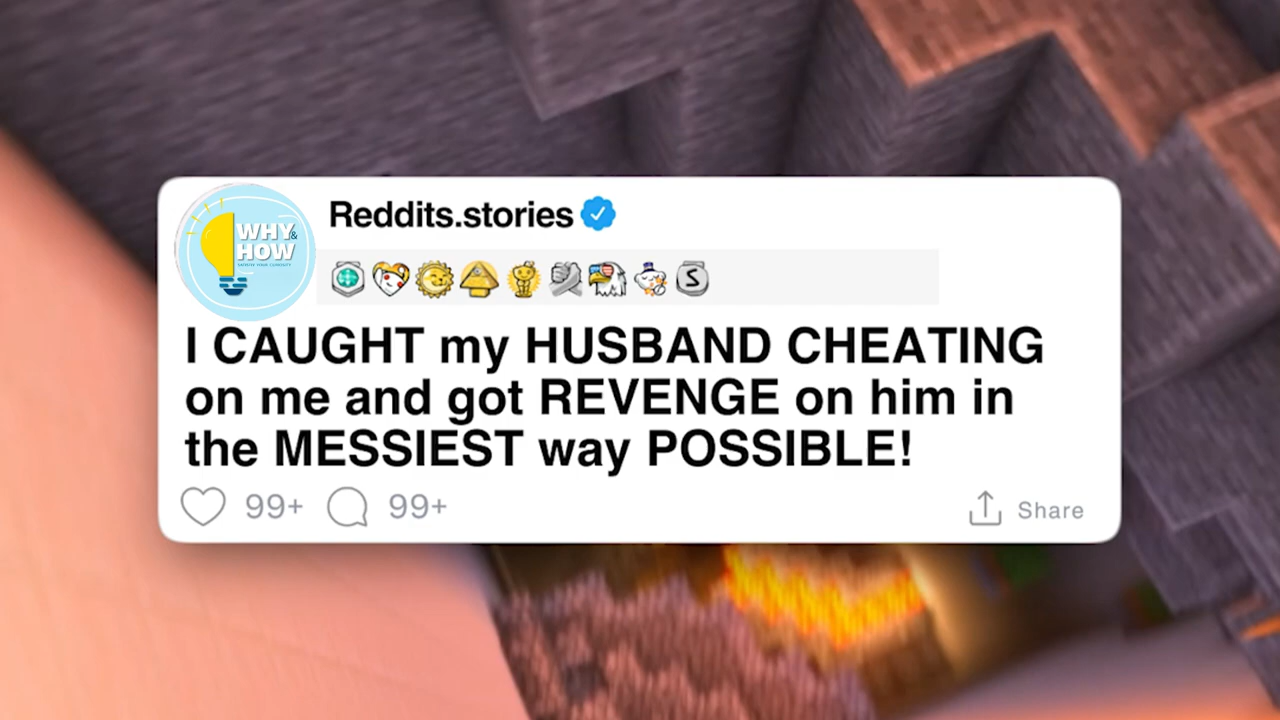 Reddits.stories
WHY&
HOW
I CAUGHT my HUSBAND CHEATING
on me and got REVENGE on him in
the MESSIEST way POSSIBLE!
99+ 99+ Share